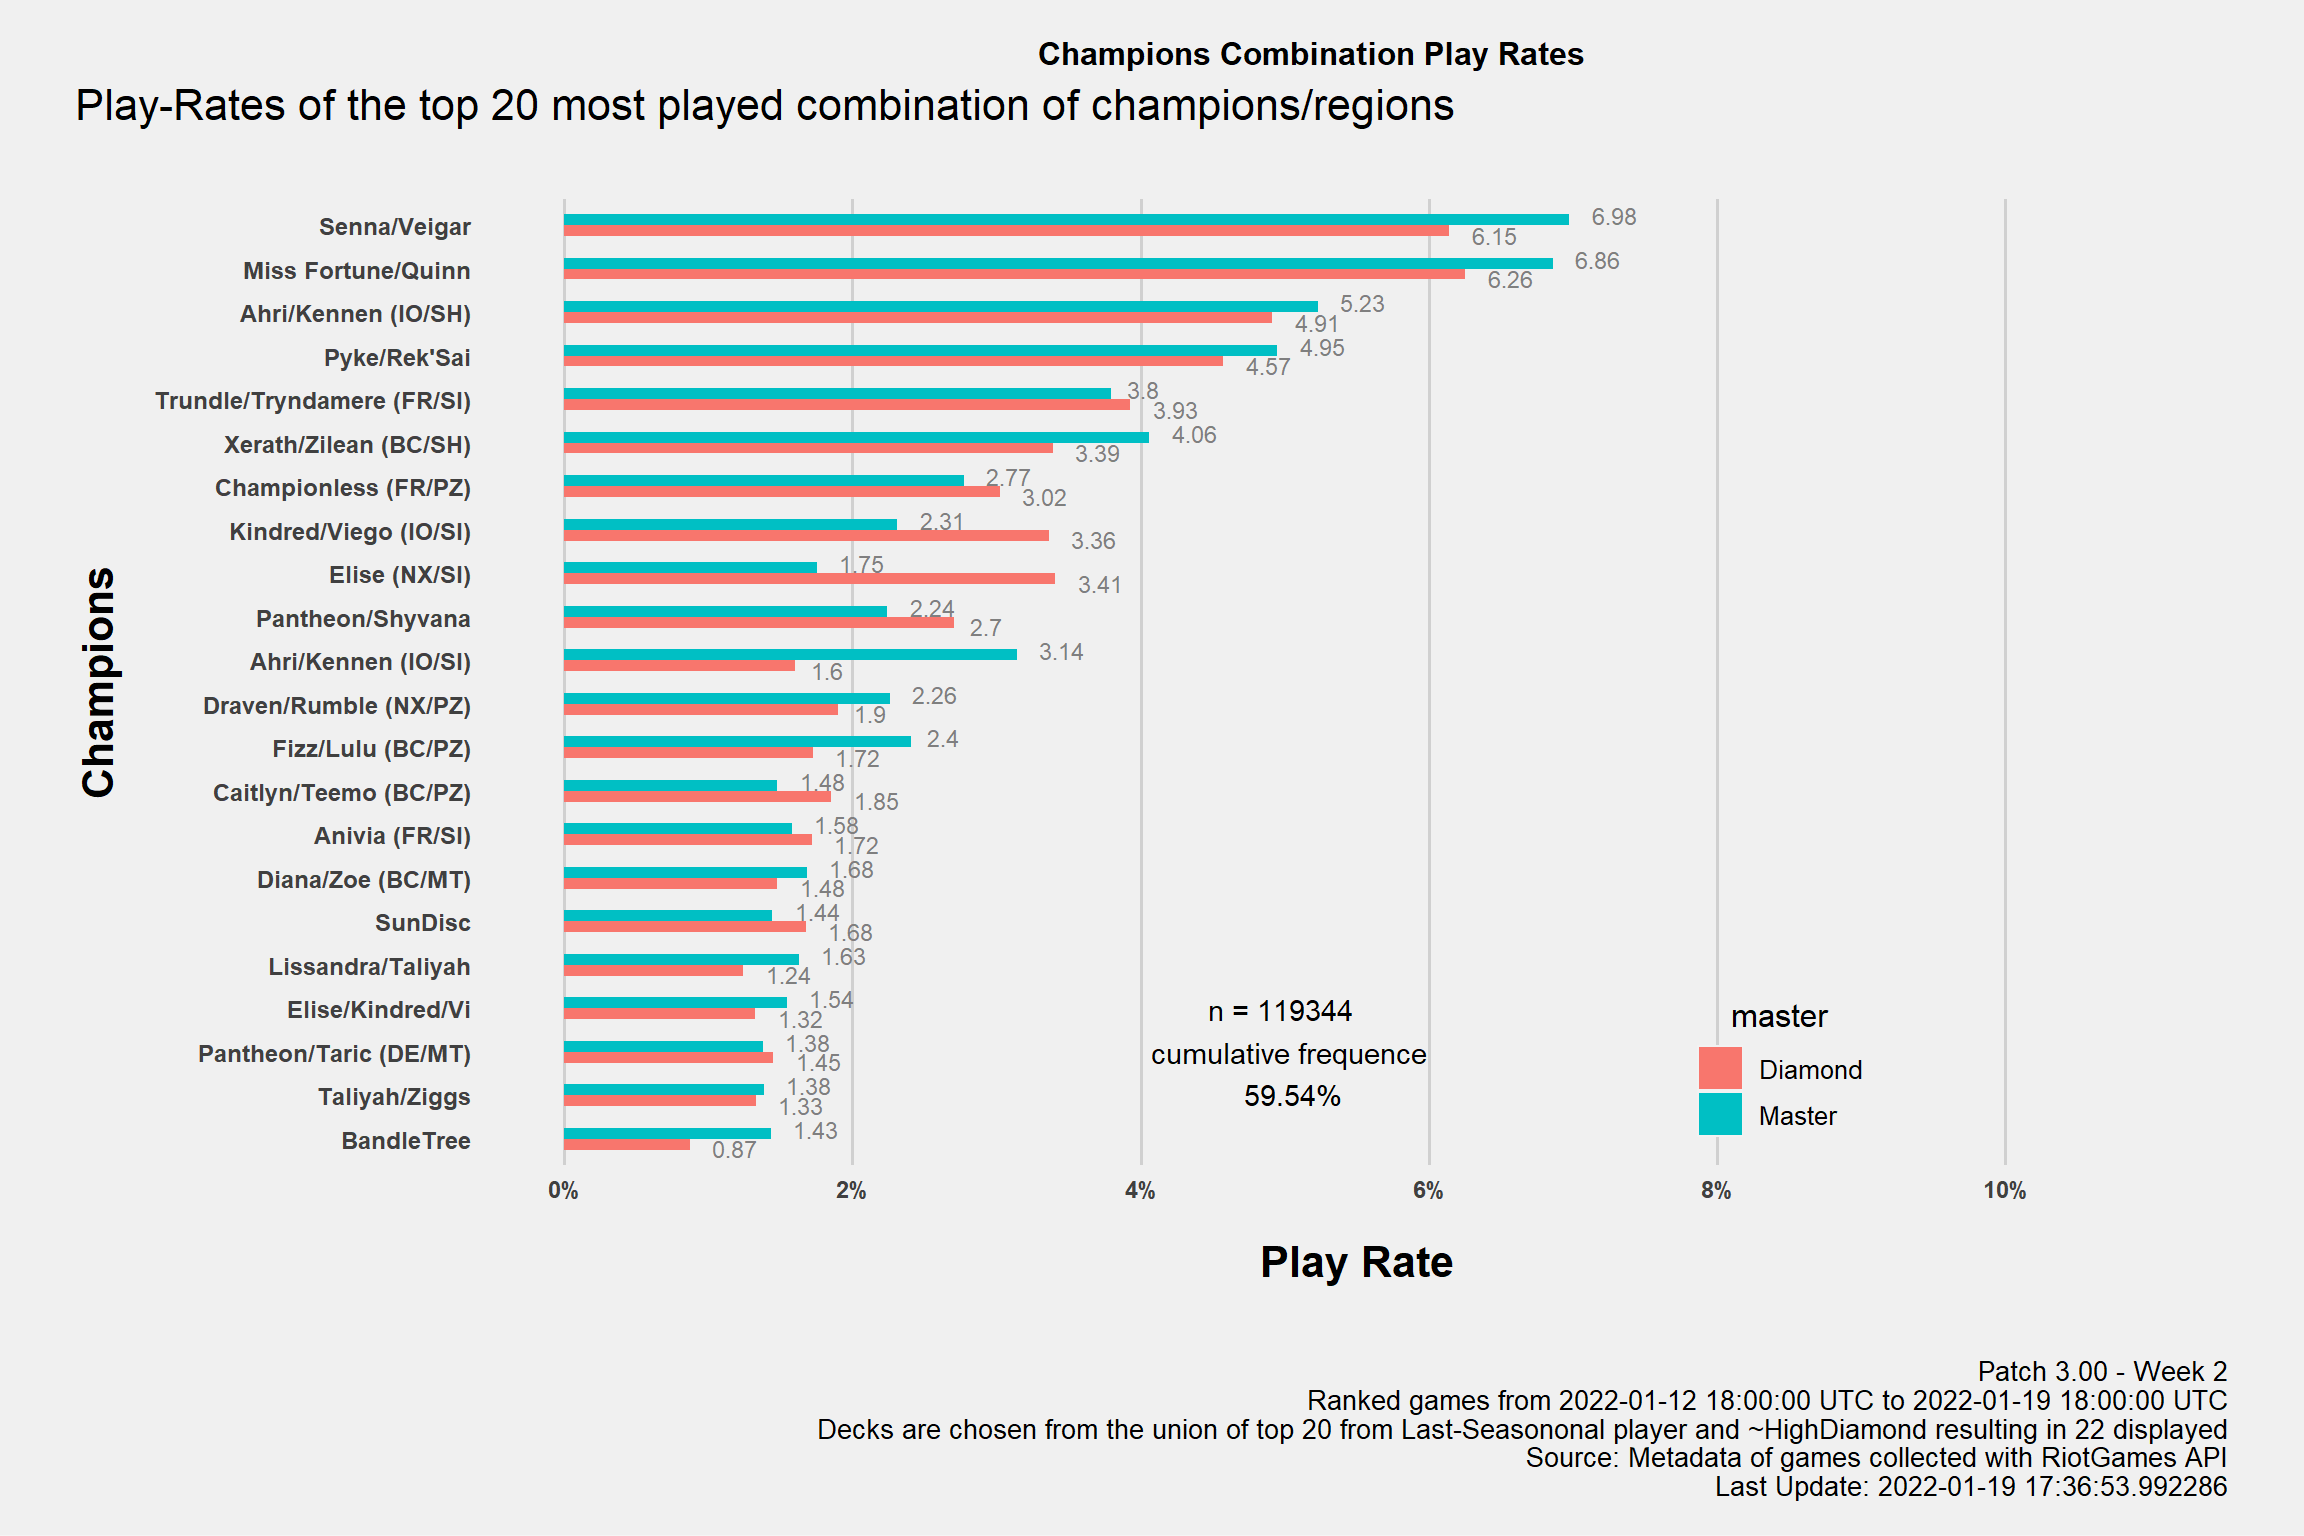 Champions Combination Play Rates
Play-Rates of the top 20 most played combination of champions/regions
Champions
Senna/Veigar
6.98
6.15
Miss Fortune/Quinn
6.86
6.26
Ahri/Kennen (IO/SH)
5.23
4.91
Pyke/Rek'Sai
4.95
4.57
Trundle/Tryndamere (FR/SI)
3.8
3.93
Xerath/Zilean (BC/SH)
4.06
3.39
Championless (FR/PZ)
2.77
3.02
Kindred/Viego (IO/SI)
2.31
3.36
Elise (NX/SI)
1.75
3.41
Pantheon/Shyvana
2.24
2.7
Ahri/Kennen (IO/SI)
3.14
1.6
Draven/Rumble (NX/PZ)
2.26
1.9
Fizz/Lulu (BC/PZ)
2.4
1.72
Caitlyn/Teemo (BC/PZ)
1.48
1.85
Anivia (FR/SI)
1.58
1.72
Diana/Zoe (BC/MT)
1.68
1.48
SunDisc
1.44
1.68
Lissandra/Taliyah
1.63
1.24
Elise/Kindred/Vi
1.54
1.32
Pantheon/Taric (DE/MT)
1.38
1.45
Taliyah/Ziggs
1.38
1.33
BandleTree
1.43
0.87
n = 119344
cumulative frequence
59.54%
master
Diamond
Master
0%
2%
4%
6%
8%
10%
Play Rate
Patch 3.00 - Week 2
Ranked games from 2022-01-12 18:00:00 UTC to 2022-01-19 18:00:00 UTC
Decks are chosen from the union of top 20 from Last-Seasononal player and ~HighDiamond resulting in 22 displayed
Source: Metadata of games collected with RiotGames API
Last Update: 2022-01-19 17:36:53.992286